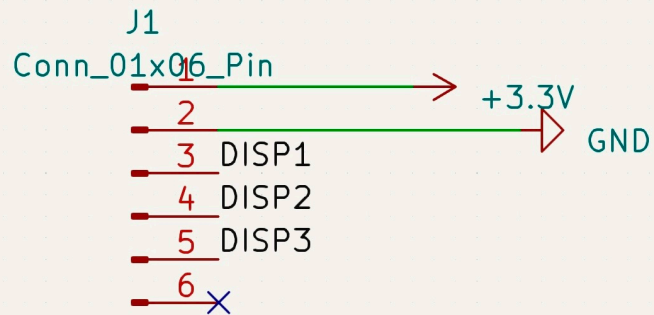 J1
Conn_01x06_Pin
1
+3.3V
2
GND
3 DISP1
4 DISP2
5 DISP3
6